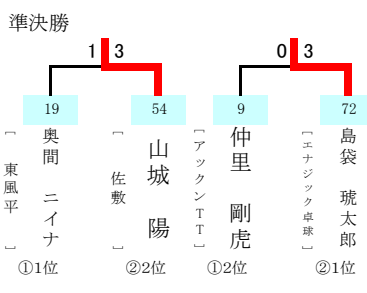 準決勝
1 3
0 3
19
54
9
72
奥間 ニイナ
[東風平]
山城 陽
[佐敷]
仲里 剛虎
[アックンTT]
島袋 琥太郎
[エナジック卓球]
①1位
②2位
①2位
②1位